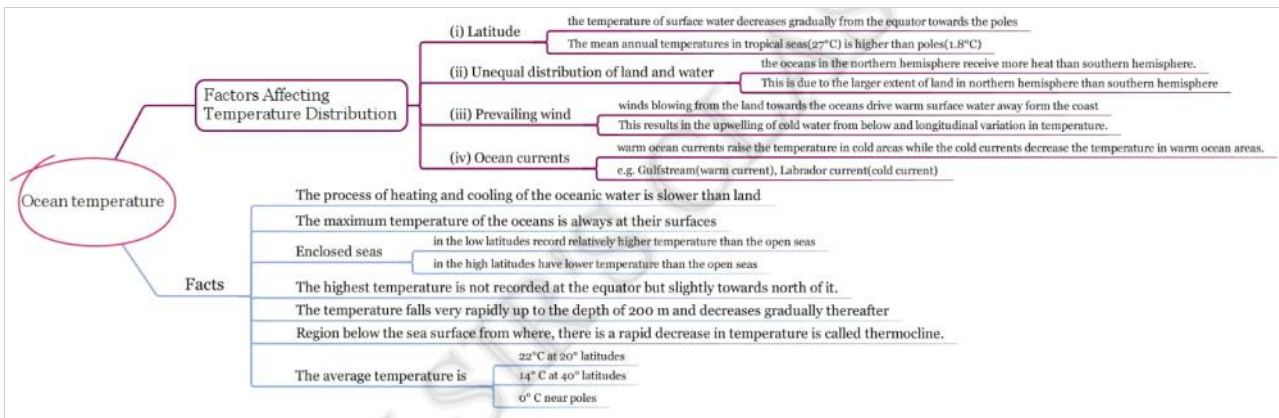 Ocean temperature
Factors Affecting
Temperature Distribution
(i) Latitude
the temperature of surface water decreases gradually from the equator towards the poles
The mean annual temperatures in tropical seas(27°C) is higher than poles(1.8°C)
(ii) Unequal distribution of land and water
the oceans in the northern hemisphere receive more heat than southern hemisphere.
This is due to the larger extent of land in northern hemisphere than southern hemisphere
(iii) Prevailing wind
winds blowing from the land towards the oceans drive warm surface water away form the coast
This results in the upwelling of cold water from below and longitudinal variation in temperature.
(iv) Ocean currents
warm ocean currents raise the temperature in cold areas while the cold currents decrease the temperature in warm ocean areas.
e.g. Gulfstream(warm current), Labrador current(cold current)
Facts
The process of heating and cooling of the oceanic water is slower than land
The maximum temperature of the oceans is always at their surfaces
Enclosed seas
in the low latitudes record relatively higher temperature than the open seas
in the high latitudes have lower temperature than the open seas
The highest temperature is not recorded at the equator but slightly towards north of it.
The temperature falls very rapidly up to the depth of 200 m and decreases gradually thereafter
Region below the sea surface from where, there is a rapid decrease in temperature is called thermocline.
The average temperature is
22°C at 20° latitudes
14° C at 40° latitudes
0° C near poles
SIR'S CLAS